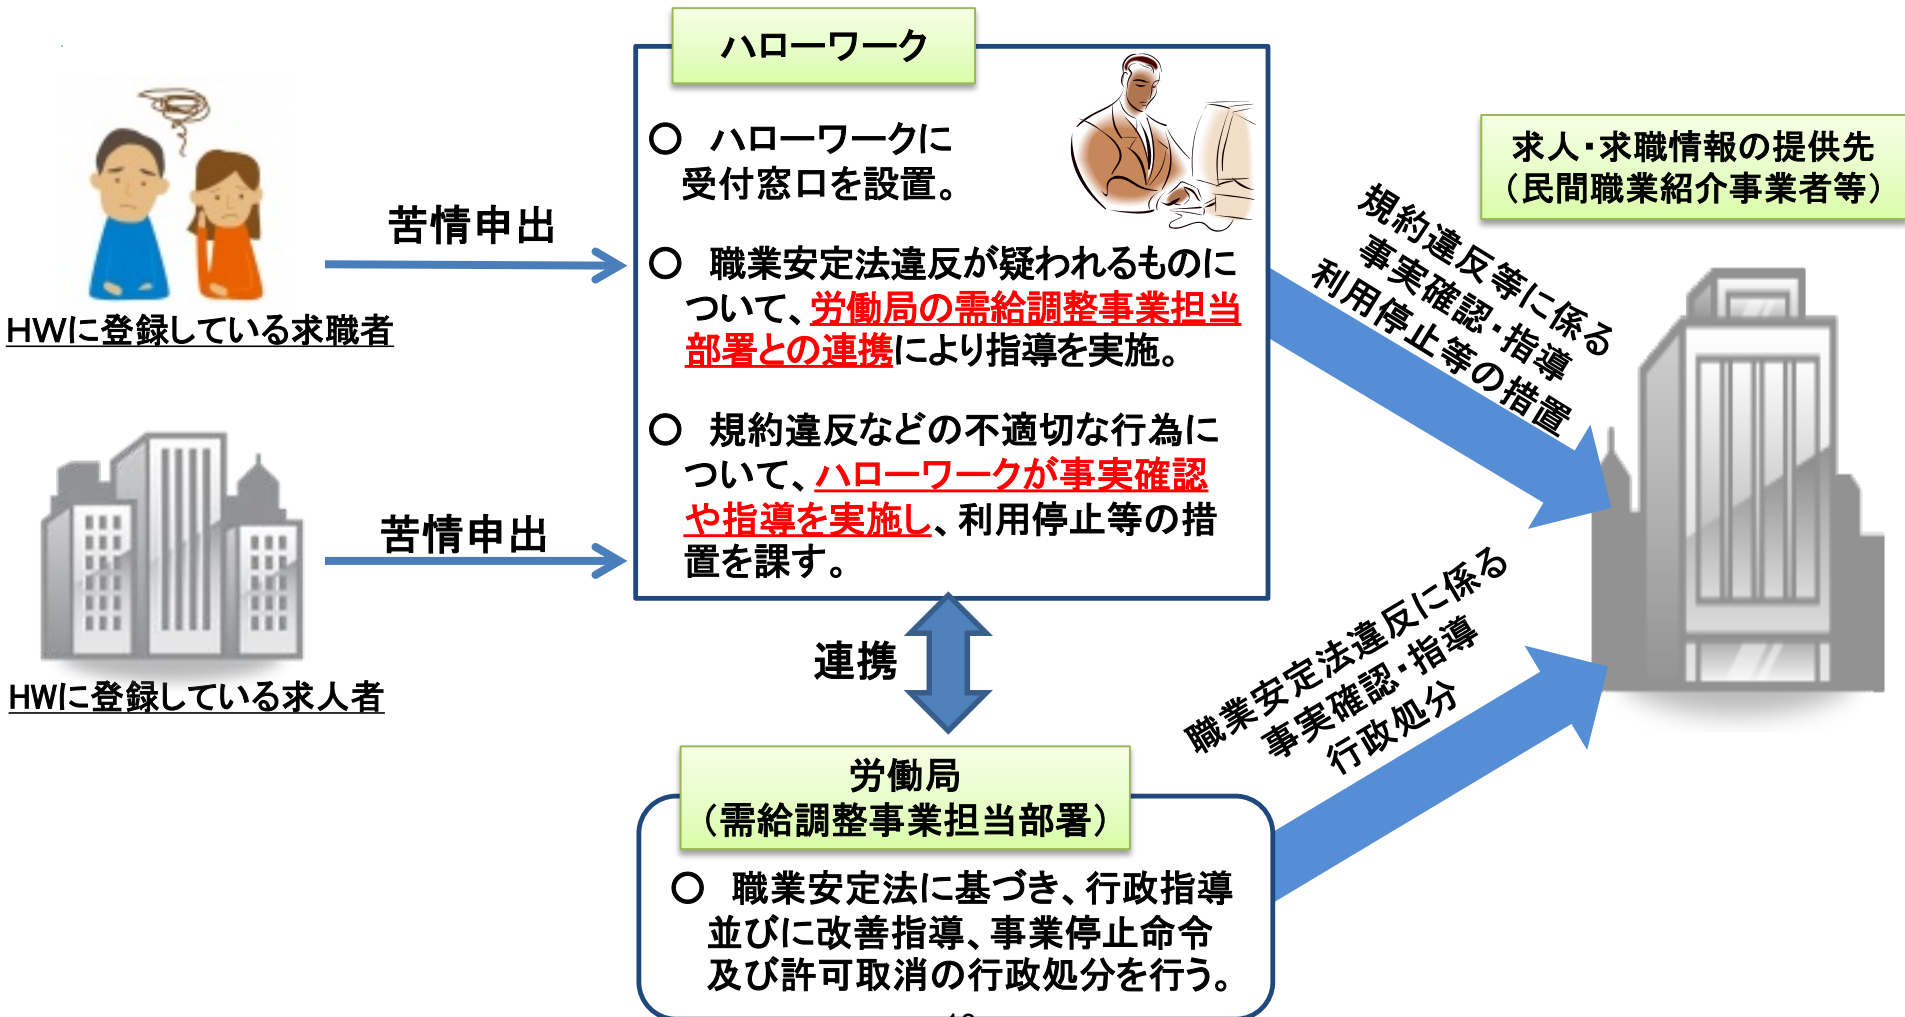 ハローワーク
○ ハローワークに
受付窓口を設置。
○ 職業安定法違反が疑われるものに
ついて、労働局の需給調整事業担当
部署との連携により指導を実施。
○ 規約違反などの不適切な行為に
ついて、ハローワークが事実確認
や指導を実施し、利用停止等の措
置を課す。
苦情申出
HWに登録している求職者
苦情申出
HWに登録している求人者
求人・求職情報の提供先
（民間職業紹介事業者等）
規約違反等に係る
事実確認・指導
利用停止等の措置
連携
職業安定法違反に係る
事実確認・指導
行政処分
労働局
（需給調整事業担当部署）
○ 職業安定法に基づき、行政指導
並びに改善指導、事業停止命令
及び許可取消の行政処分を行う。